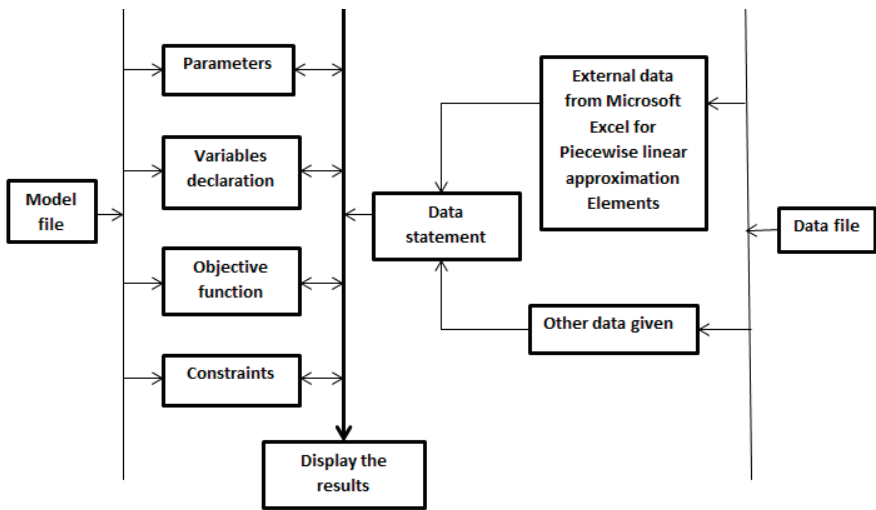 Parameters
Variables
declaration
Model
file
Objective
function
Constraints
Display the
results
Data
statement
External data
from Microsoft
Excel for
Piecewise linear
approximation
Elements
Other data given
Data file